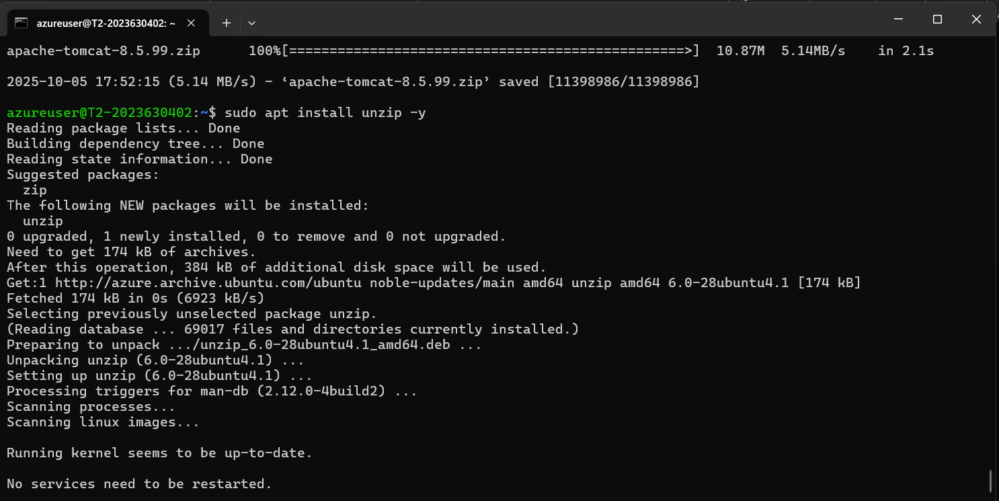 azureuser@T2-2023630402: ~
apache-tomcat-8.5.99.zip      100%[=================================================>]  10.87M  5.14MB/s    in 2.1s
2025-10-05 17:52:15 (5.14 MB/s) - ‘apache-tomcat-8.5.99.zip’ saved [11398986/11398986]
azureuser@T2-2023630402:~$ sudo apt install unzip -y
Reading package lists... Done
Building dependency tree... Done
Reading state information... Done
Suggested packages:
  zip
The following NEW packages will be installed:
  unzip
0 upgraded, 1 newly installed, 0 to remove and 0 not upgraded.
Need to get 174 kB of archives.
After this operation, 384 kB of additional disk space will be used.
Get:1 http://azure.archive.ubuntu.com/ubuntu noble-updates/main amd64 unzip amd64 6.0-28ubuntu4.1 [174 kB]
Fetched 174 kB in 0s (6923 kB/s)
Selecting previously unselected package unzip.
(Reading database ... 69017 files and directories currently installed.)
Preparing to unpack .../unzip_6.0-28ubuntu4.1_amd64.deb ...
Unpacking unzip (6.0-28ubuntu4.1) ...
Setting up unzip (6.0-28ubuntu4.1) ...
Processing triggers for man-db (2.12.0-4build2) ...
Scanning processes...
Scanning linux images...
Running kernel seems to be up-to-date.
No services need to be restarted.